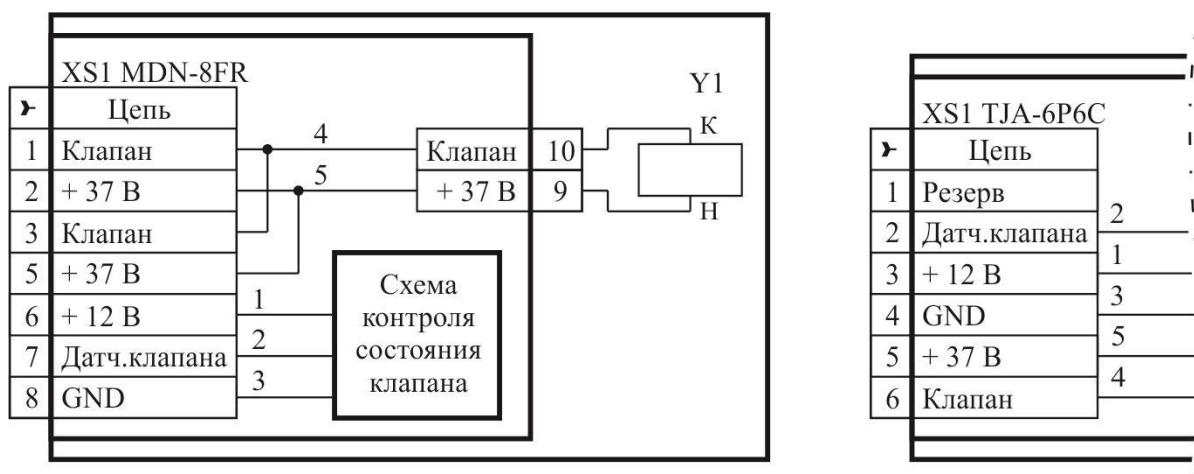 XS1 MDN-8FR
Цепь
1 Клапан
2 + 37 В
3 Клапан
5 + 37 В
6 + 12 В
7 Датч.клапана
8 GND
4
5
1
2
3
Клапан 10
+ 37 В 9
Y1
К
Н
Схема
контроля
состояния
клапана
XS1 TJA-6P6C
Цепь
1 Резерв
2 Датч.клапана
3 + 12 В
4 GND
5 + 37 В
6 Клапан
2
1
3
5
4